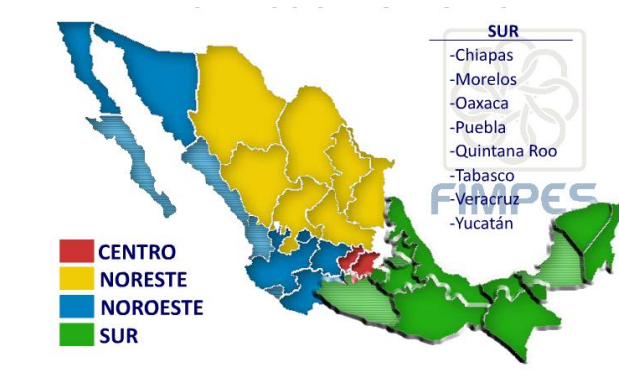 SUR
-Chiapas
-Morelos
-Oaxaca
-Puebla
-Quintana Roo
-Tabasco
-Veracruz
-Yucatán
FIMPES
CENTRO
NORESTE
NOROESTE
SUR